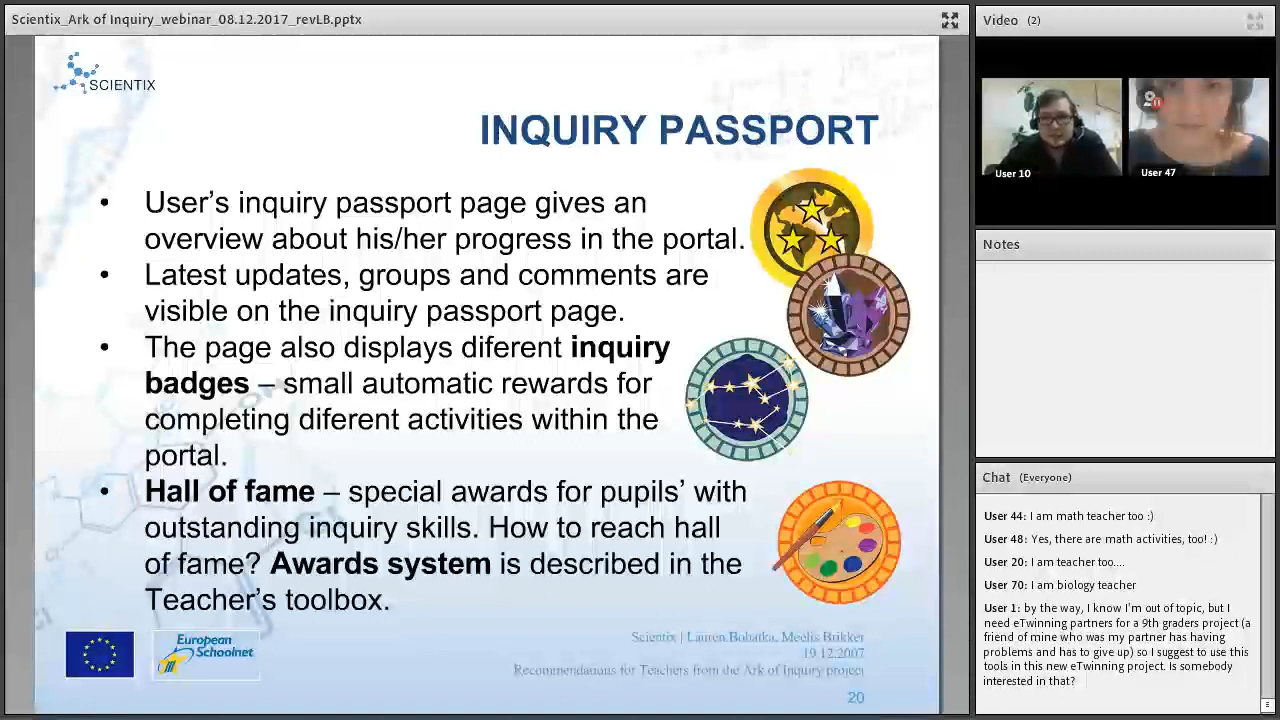 Scientix_Ark of Inquiry_webinar_08.12.2017_revLB.pptx
SCIENTIX
INQUIRY PASSPORT
• User’s inquiry passport page gives an
overview about his/her progress in the portal.
• Latest updates, groups and comments are
visible on the inquiry passport page.
• The page also displays diferent inquiry
badges – small automatic rewards for
completing diferent activities within the
portal.
• Hall of fame – special awards for pupils’ with
outstanding inquiry skills. How to reach hall
of fame? Awards system is described in the
Teacher’s toolbox.
European
Schoolnet
Scientix | Lauren Bohatka, Meelis Brikker
19.12.2007
Recommendations for Teachers from the Ark of Inquiry project
20
Video (2)
User 10
User 47
Notes
Chat (Everyone)
User 44: I am math teacher too :)
User 48: Yes, there are math activities, too! :)
User 20: I am teacher too....
User 70: I am biology teacher
User 1: by the way, I know I'm out of topic, but I
need eTwinning partners for a 9th graders project (a
friend of mine who was my partner has having
problems and has to give up) so I suggest to use this
tools in this new eTwinning project. Is somebody
interested in that?